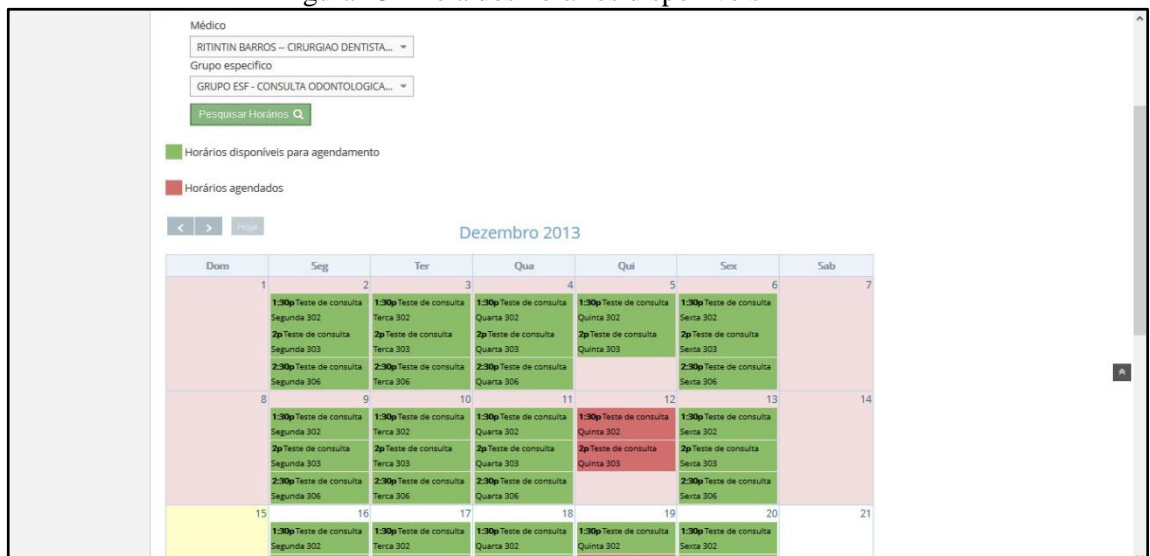 Médico
RITINTIN BARROS -- CIRURGIAO DENTISTA...
Grupo especifico
GRUPO ESF - CONSULTA ODONTOLOGICA...
Pesquisar Horários
Horários disponíveis para agendamento
Horários agendados
Hoje
Dezembro 2013
Dom Seg Ter Qua Qui Sex Sab
1 2 3 4 5 6 7
1:30p Teste de consulta 1:30p Teste de consulta 1:30p Teste de consulta 1:30p Teste de consulta 1:30p Teste de consulta
Segunda 302 Terca 302 Quarta 302 Quinta 302 Sexta 302
2p Teste de consulta 2p Teste de consulta 2p Teste de consulta 2p Teste de consulta 2p Teste de consulta
Segunda 303 Terca 303 Quarta 303 Quinta 303 Sexta 303
2:30p Teste de consulta 2:30p Teste de consulta 2:30p Teste de consulta 2:30p Teste de consulta
Segunda 306 Terca 306 Quarta 306 Sexta 306
8 9 10 11 12 13 14
1:30p Teste de consulta 1:30p Teste de consulta 1:30p Teste de consulta 1:30p Teste de consulta 1:30p Teste de consulta
Segunda 302 Terca 302 Quarta 302 Quinta 302 Sexta 302
2p Teste de consulta 2p Teste de consulta 2p Teste de consulta 2p Teste de consulta 2p Teste de consulta
Segunda 303 Terca 303 Quarta 303 Quinta 303 Sexta 303
2:30p Teste de consulta 2:30p Teste de consulta 2:30p Teste de consulta 2:30p Teste de consulta
Segunda 306 Terca 306 Quarta 306 Sexta 306
15 16 17 18 19 20 21
1:30p Teste de consulta 1:30p Teste de consulta 1:30p Teste de consulta 1:30p Teste de consulta 1:30p Teste de consulta
Segunda 302 Terca 302 Quarta 302 Quinta 302 Sexta 302